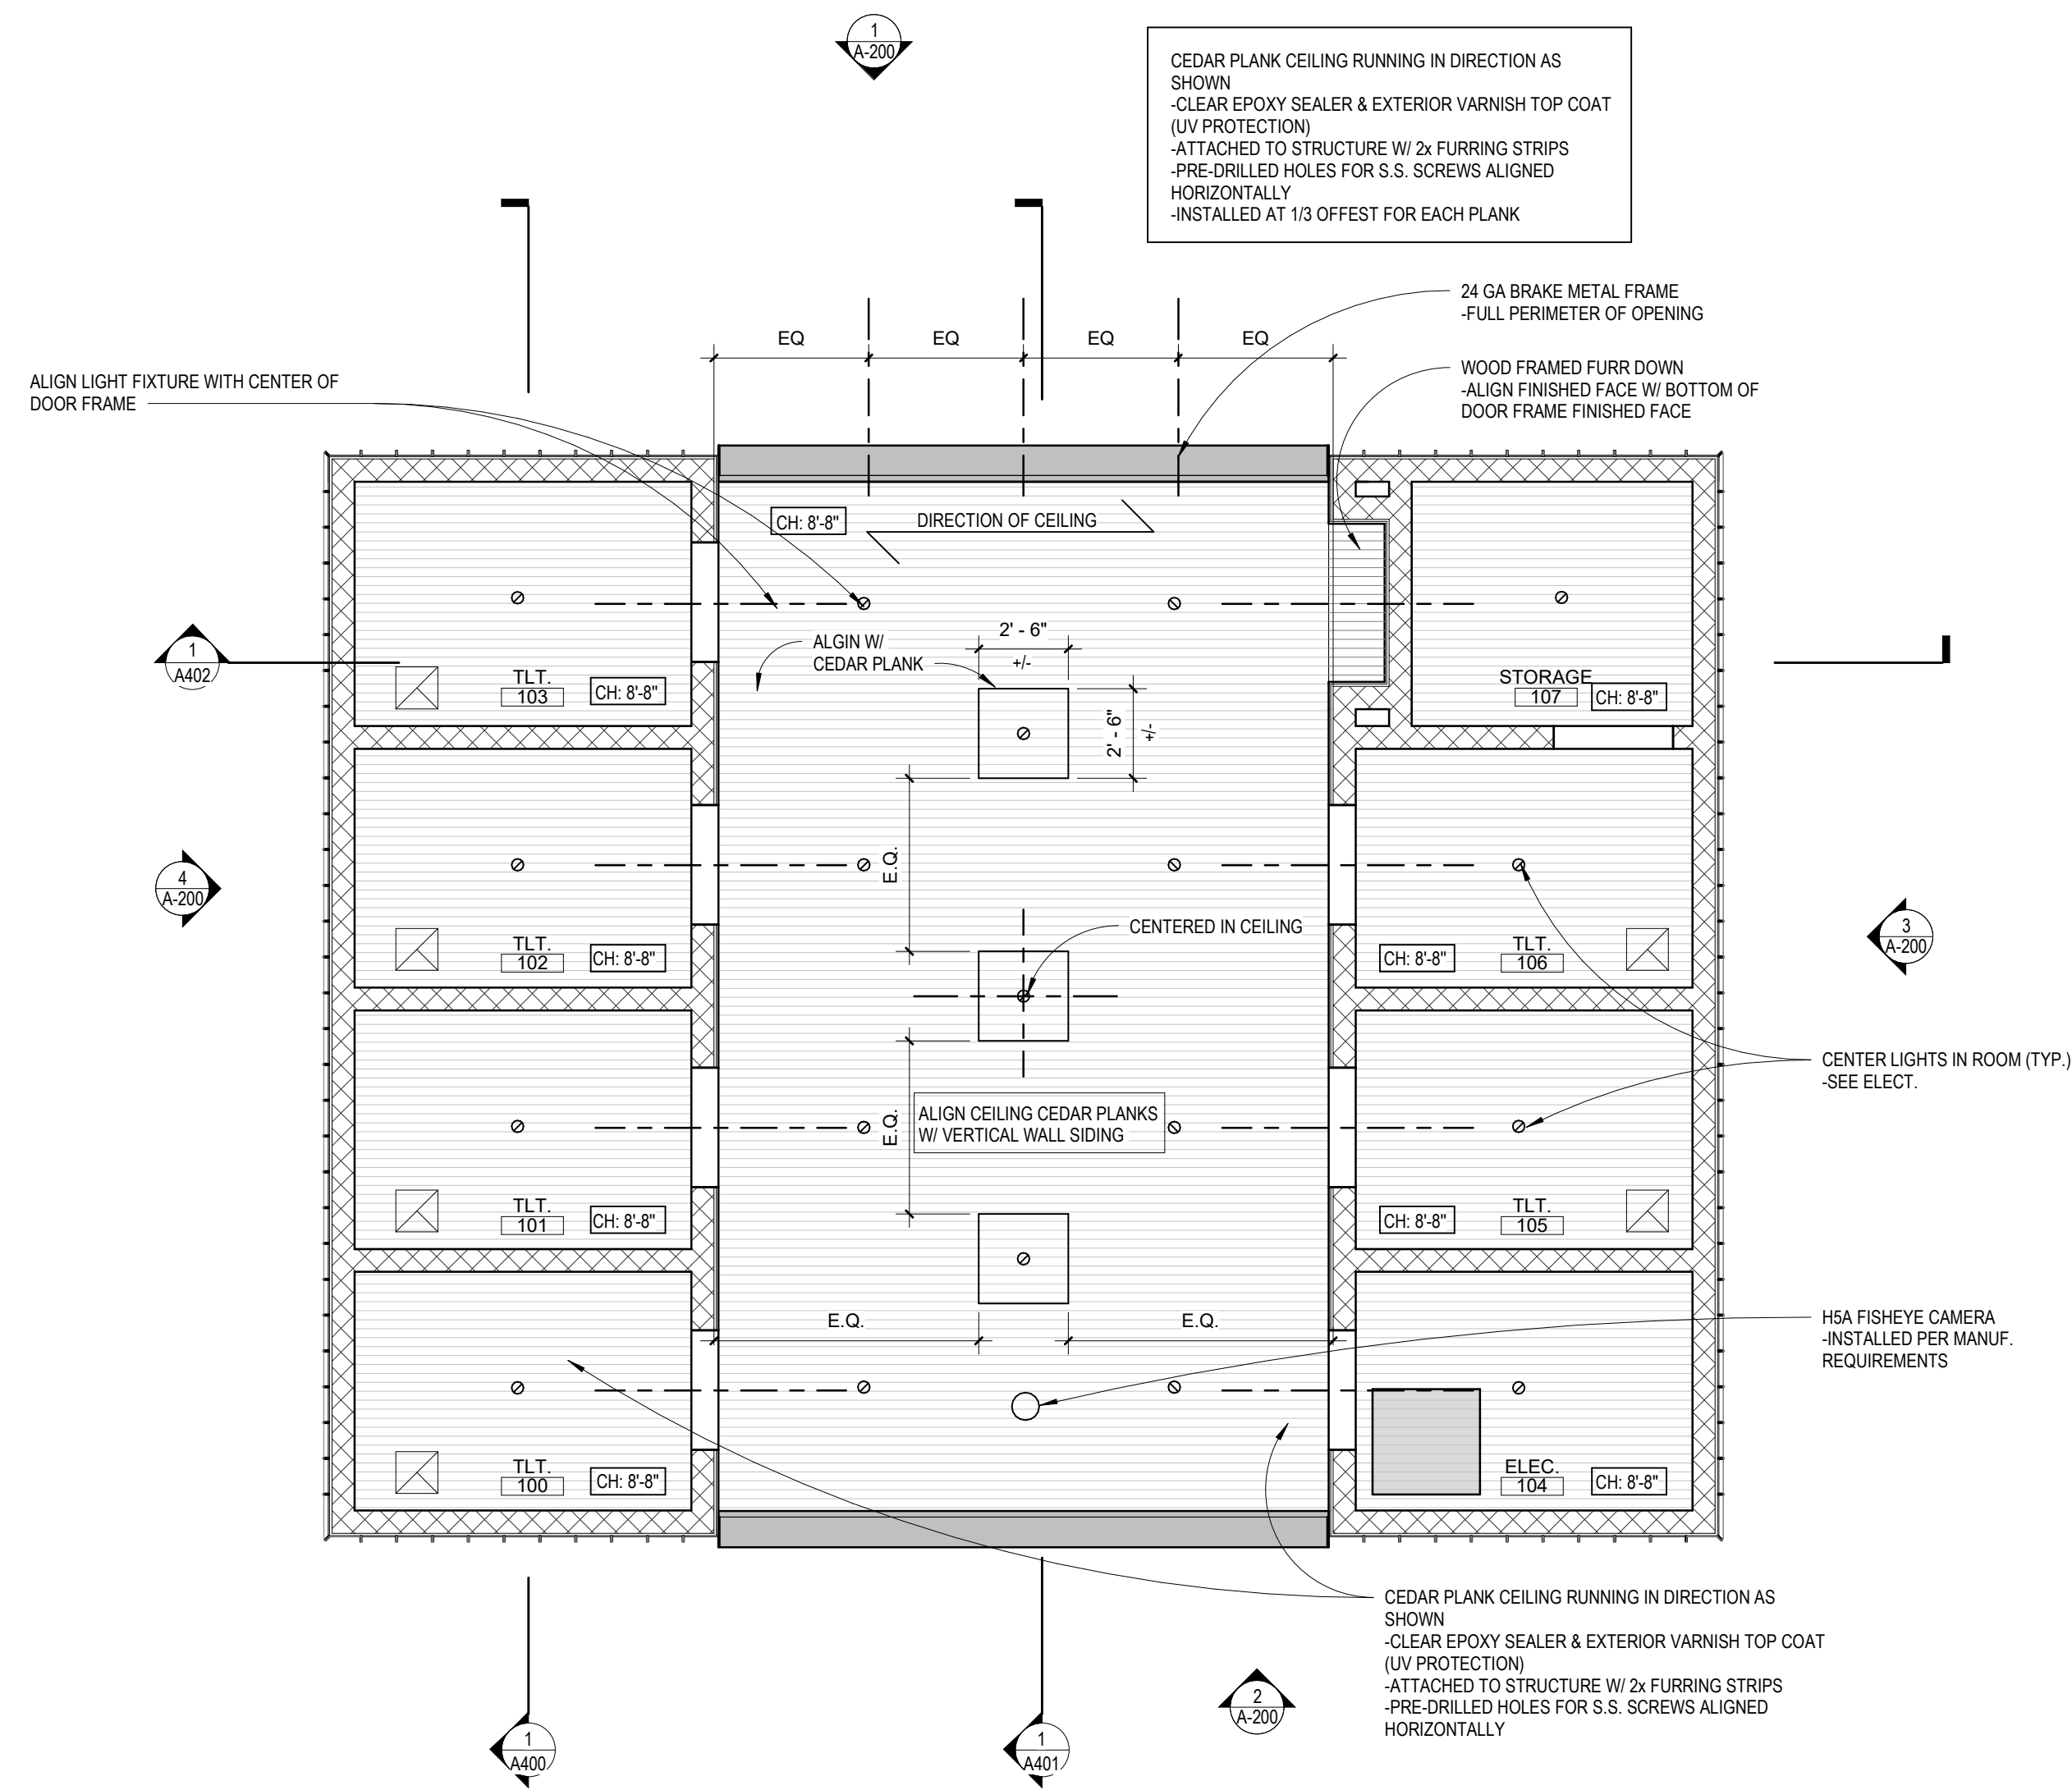 1
A-200
CEDAR PLANK CEILING RUNNING IN DIRECTION AS
SHOWN
-CLEAR EPOXY SEALER & EXTERIOR VARNISH TOP COAT
(UV PROTECTION)
-ATTACHED TO STRUCTURE W/ 2x FURRING STRIPS
-PRE-DRILLED HOLES FOR S.S. SCREWS ALIGNED
HORIZONTALLY
-INSTALLED AT 1/3 OFFEST FOR EACH PLANK
24 GA BRAKE METAL FRAME
-FULL PERIMETER OF OPENING
EQ
EQ
EQ
EQ
WOOD FRAMED FURR DOWN
-ALIGN FINISHED FACE W/ BOTTOM OF
DOOR FRAME FINISHED FACE
ALIGN LIGHT FIXTURE WITH CENTER OF
DOOR FRAME
CH: 8'-8"
DIRECTION OF CEILING
ALGIN W/
CEDAR PLANK
2' - 6"
+/-
2' - 6"
+/-
1
A402
TLT.
103
CH: 8'-8"
STORAGE
107
CH: 8'-8"
E.Q.
4
A-200
TLT.
102
CH: 8'-8"
CENTERED IN CEILING
CH: 8'-8"
TLT.
106
3
A-200
CENTER LIGHTS IN ROOM (TYP.)
-SEE ELECT.
E.Q.
ALIGN CEILING CEDAR PLANKS
W/ VERTICAL WALL SIDING
TLT.
101
CH: 8'-8"
CH: 8'-8"
TLT.
105
E.Q.
E.Q.
H5A FISHEYE CAMERA
-INSTALLED PER MANUF.
REQUIREMENTS
TLT.
100
CH: 8'-8"
ELEC.
104
CH: 8'-8"
CEDAR PLANK CEILING RUNNING IN DIRECTION AS
SHOWN
-CLEAR EPOXY SEALER & EXTERIOR VARNISH TOP COAT
(UV PROTECTION)
-ATTACHED TO STRUCTURE W/ 2x FURRING STRIPS
-PRE-DRILLED HOLES FOR S.S. SCREWS ALIGNED
HORIZONTALLY
2
A-200
1
A400
1
A401